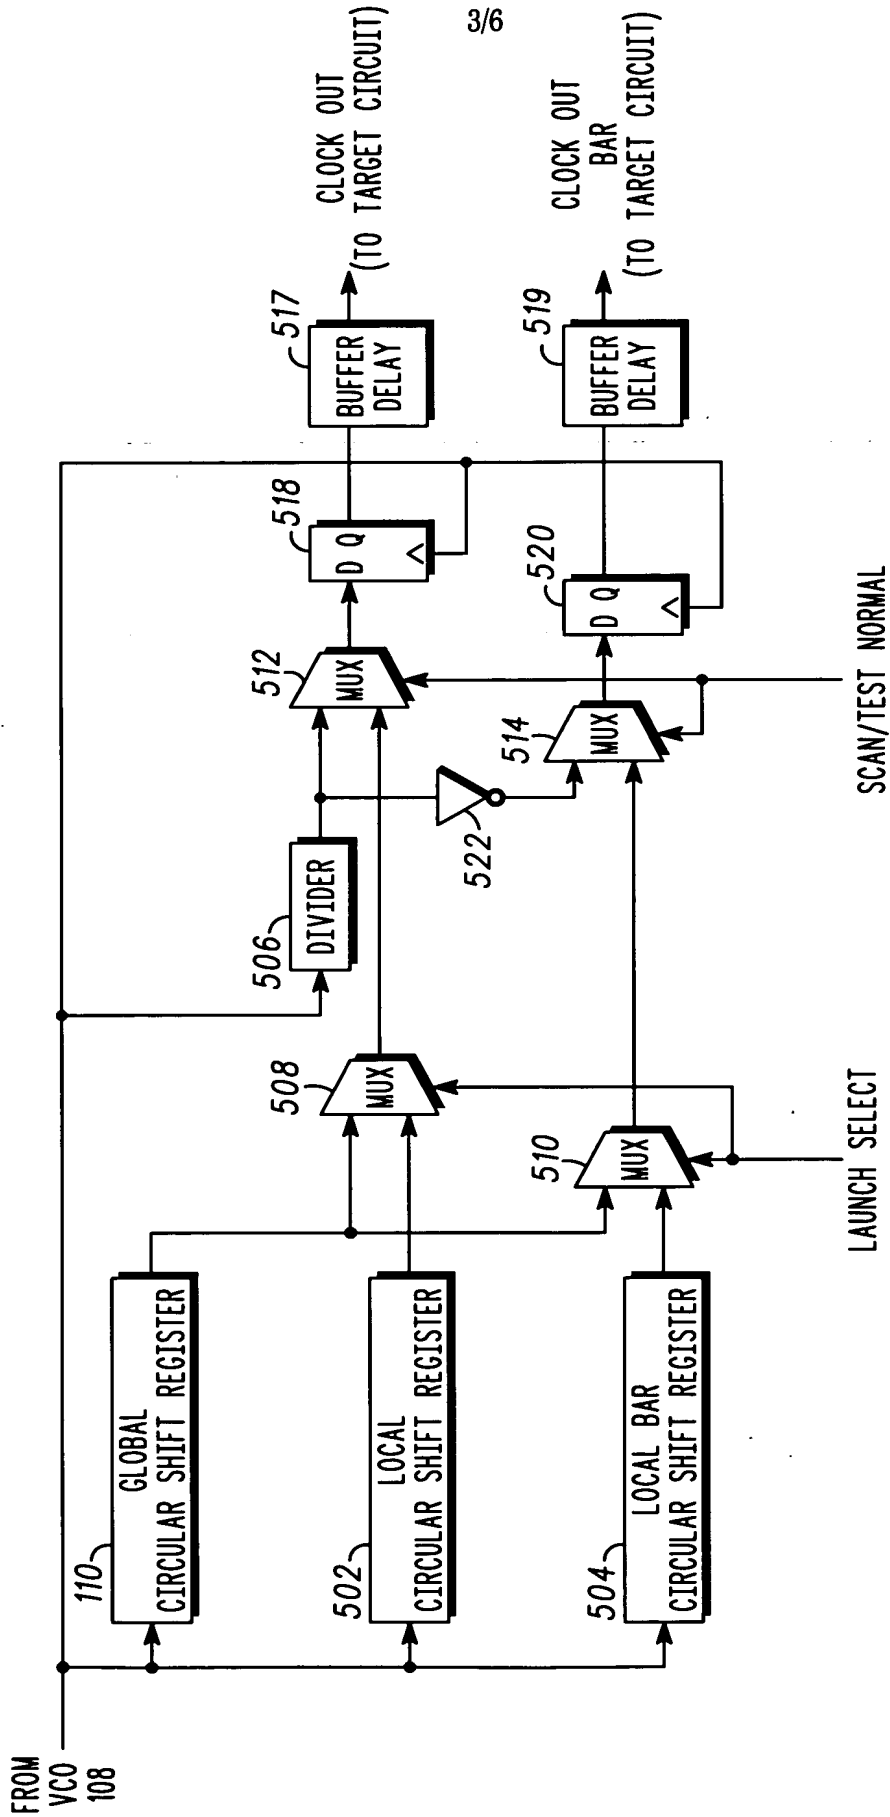 3/6
FROM
VCO
108
110
GLOBAL
CIRCULAR SHIFT REGISTER
502
LOCAL
CIRCULAR SHIFT REGISTER
504
LOCAL BAR
CIRCULAR SHIFT REGISTER
508
MUX
510
MUX
LAUNCH SELECT
506
DIVIDER
522
512
MUX
514
MUX
SCAN/TEST NORMAL
518
D Q
520
D Q
517
BUFFER
DELAY
519
BUFFER
DELAY
CLOCK OUT
(TO TARGET CIRCUIT)
CLOCK OUT
BAR
(TO TARGET CIRCUIT)